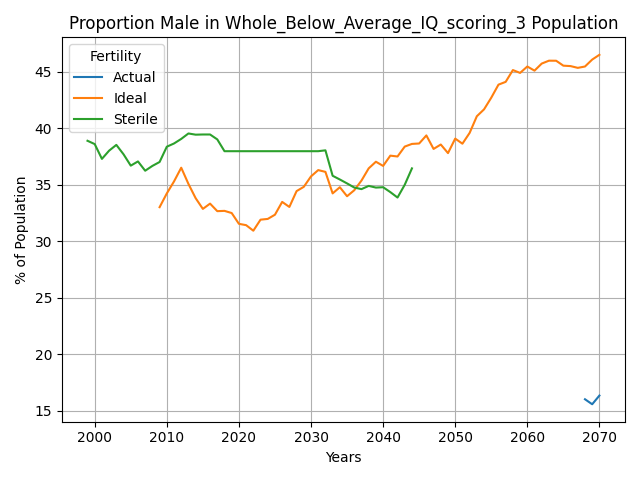 Proportion Male in Whole_Below_Average_IQ_scoring_3 Population
Fertility
Actual
Ideal
Sterile
% of Population
45
40
35
30
25
20
15
2000 2010 2020 2030 2040 2050 2060 2070
Years